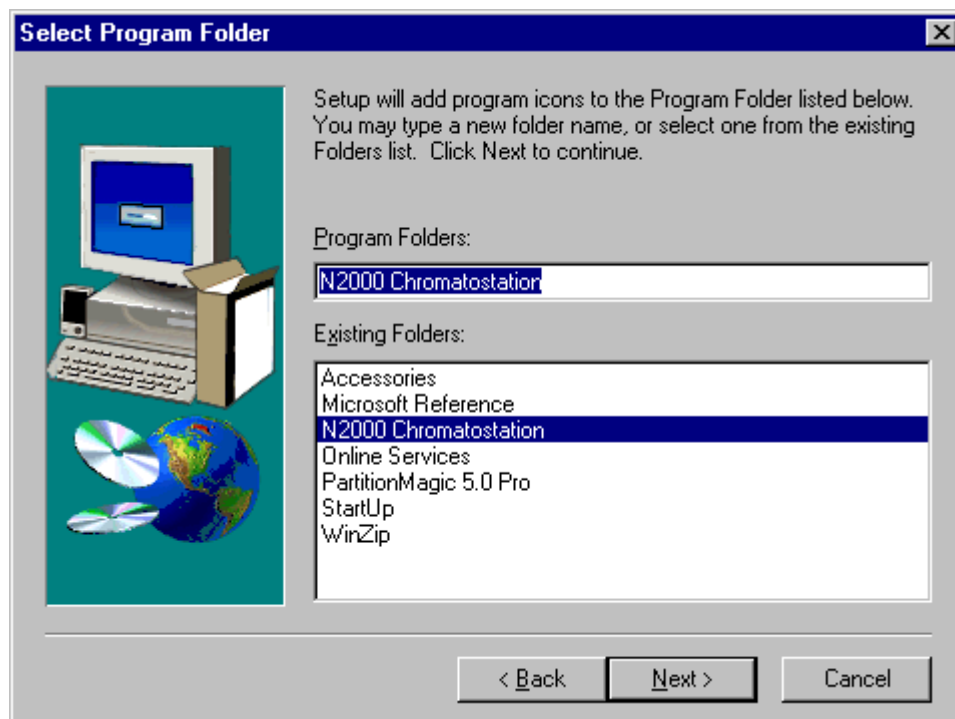 Select Program Folder
Setup will add program icons to the Program Folder listed below.
You may type a new folder name, or select one from the existing
Folders list.  Click Next to continue.
Program Folders:
N2000 Chromatostation
Existing Folders:
Accessories
Microsoft Reference
N2000 Chromatostation
Online Services
PartitionMagic 5.0 Pro
StartUp
WinZip
< Back
Next >
Cancel